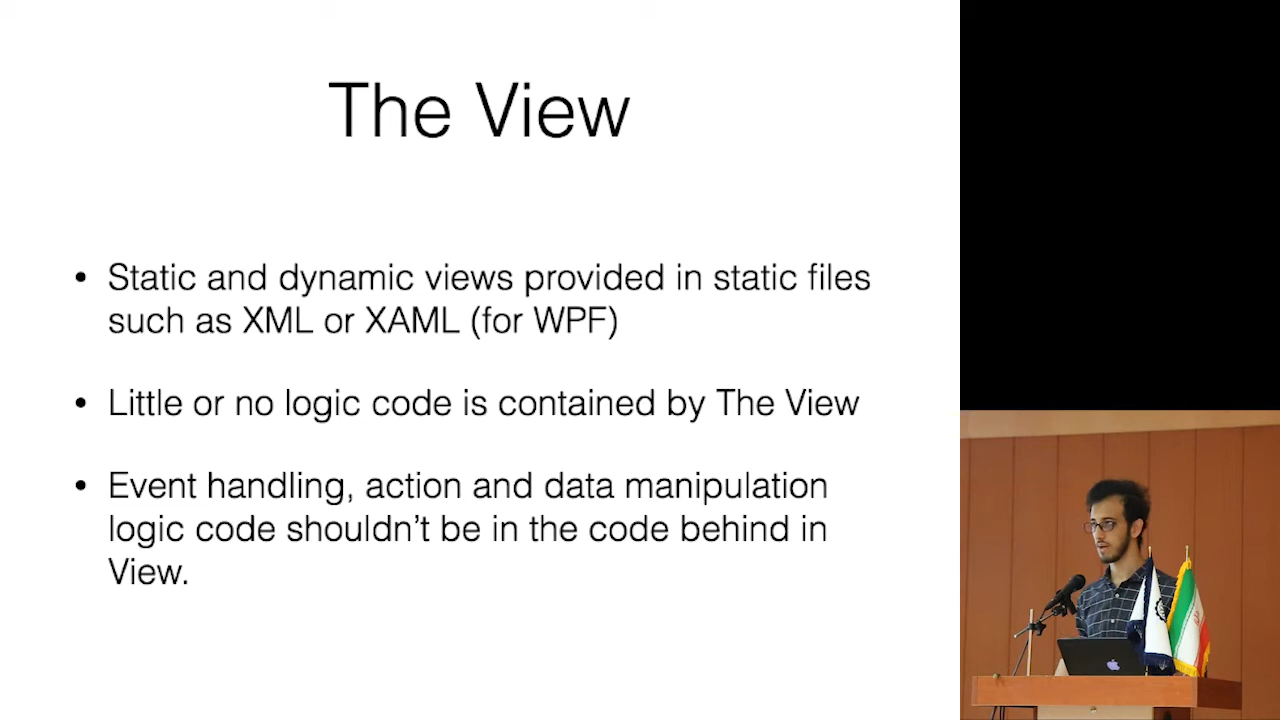 The View
• Static and dynamic views provided in static files
such as XML or XAML (for WPF)
• Little or no logic code is contained by The View
• Event handling, action and data manipulation
logic code shouldn't be in the code behind in
View.